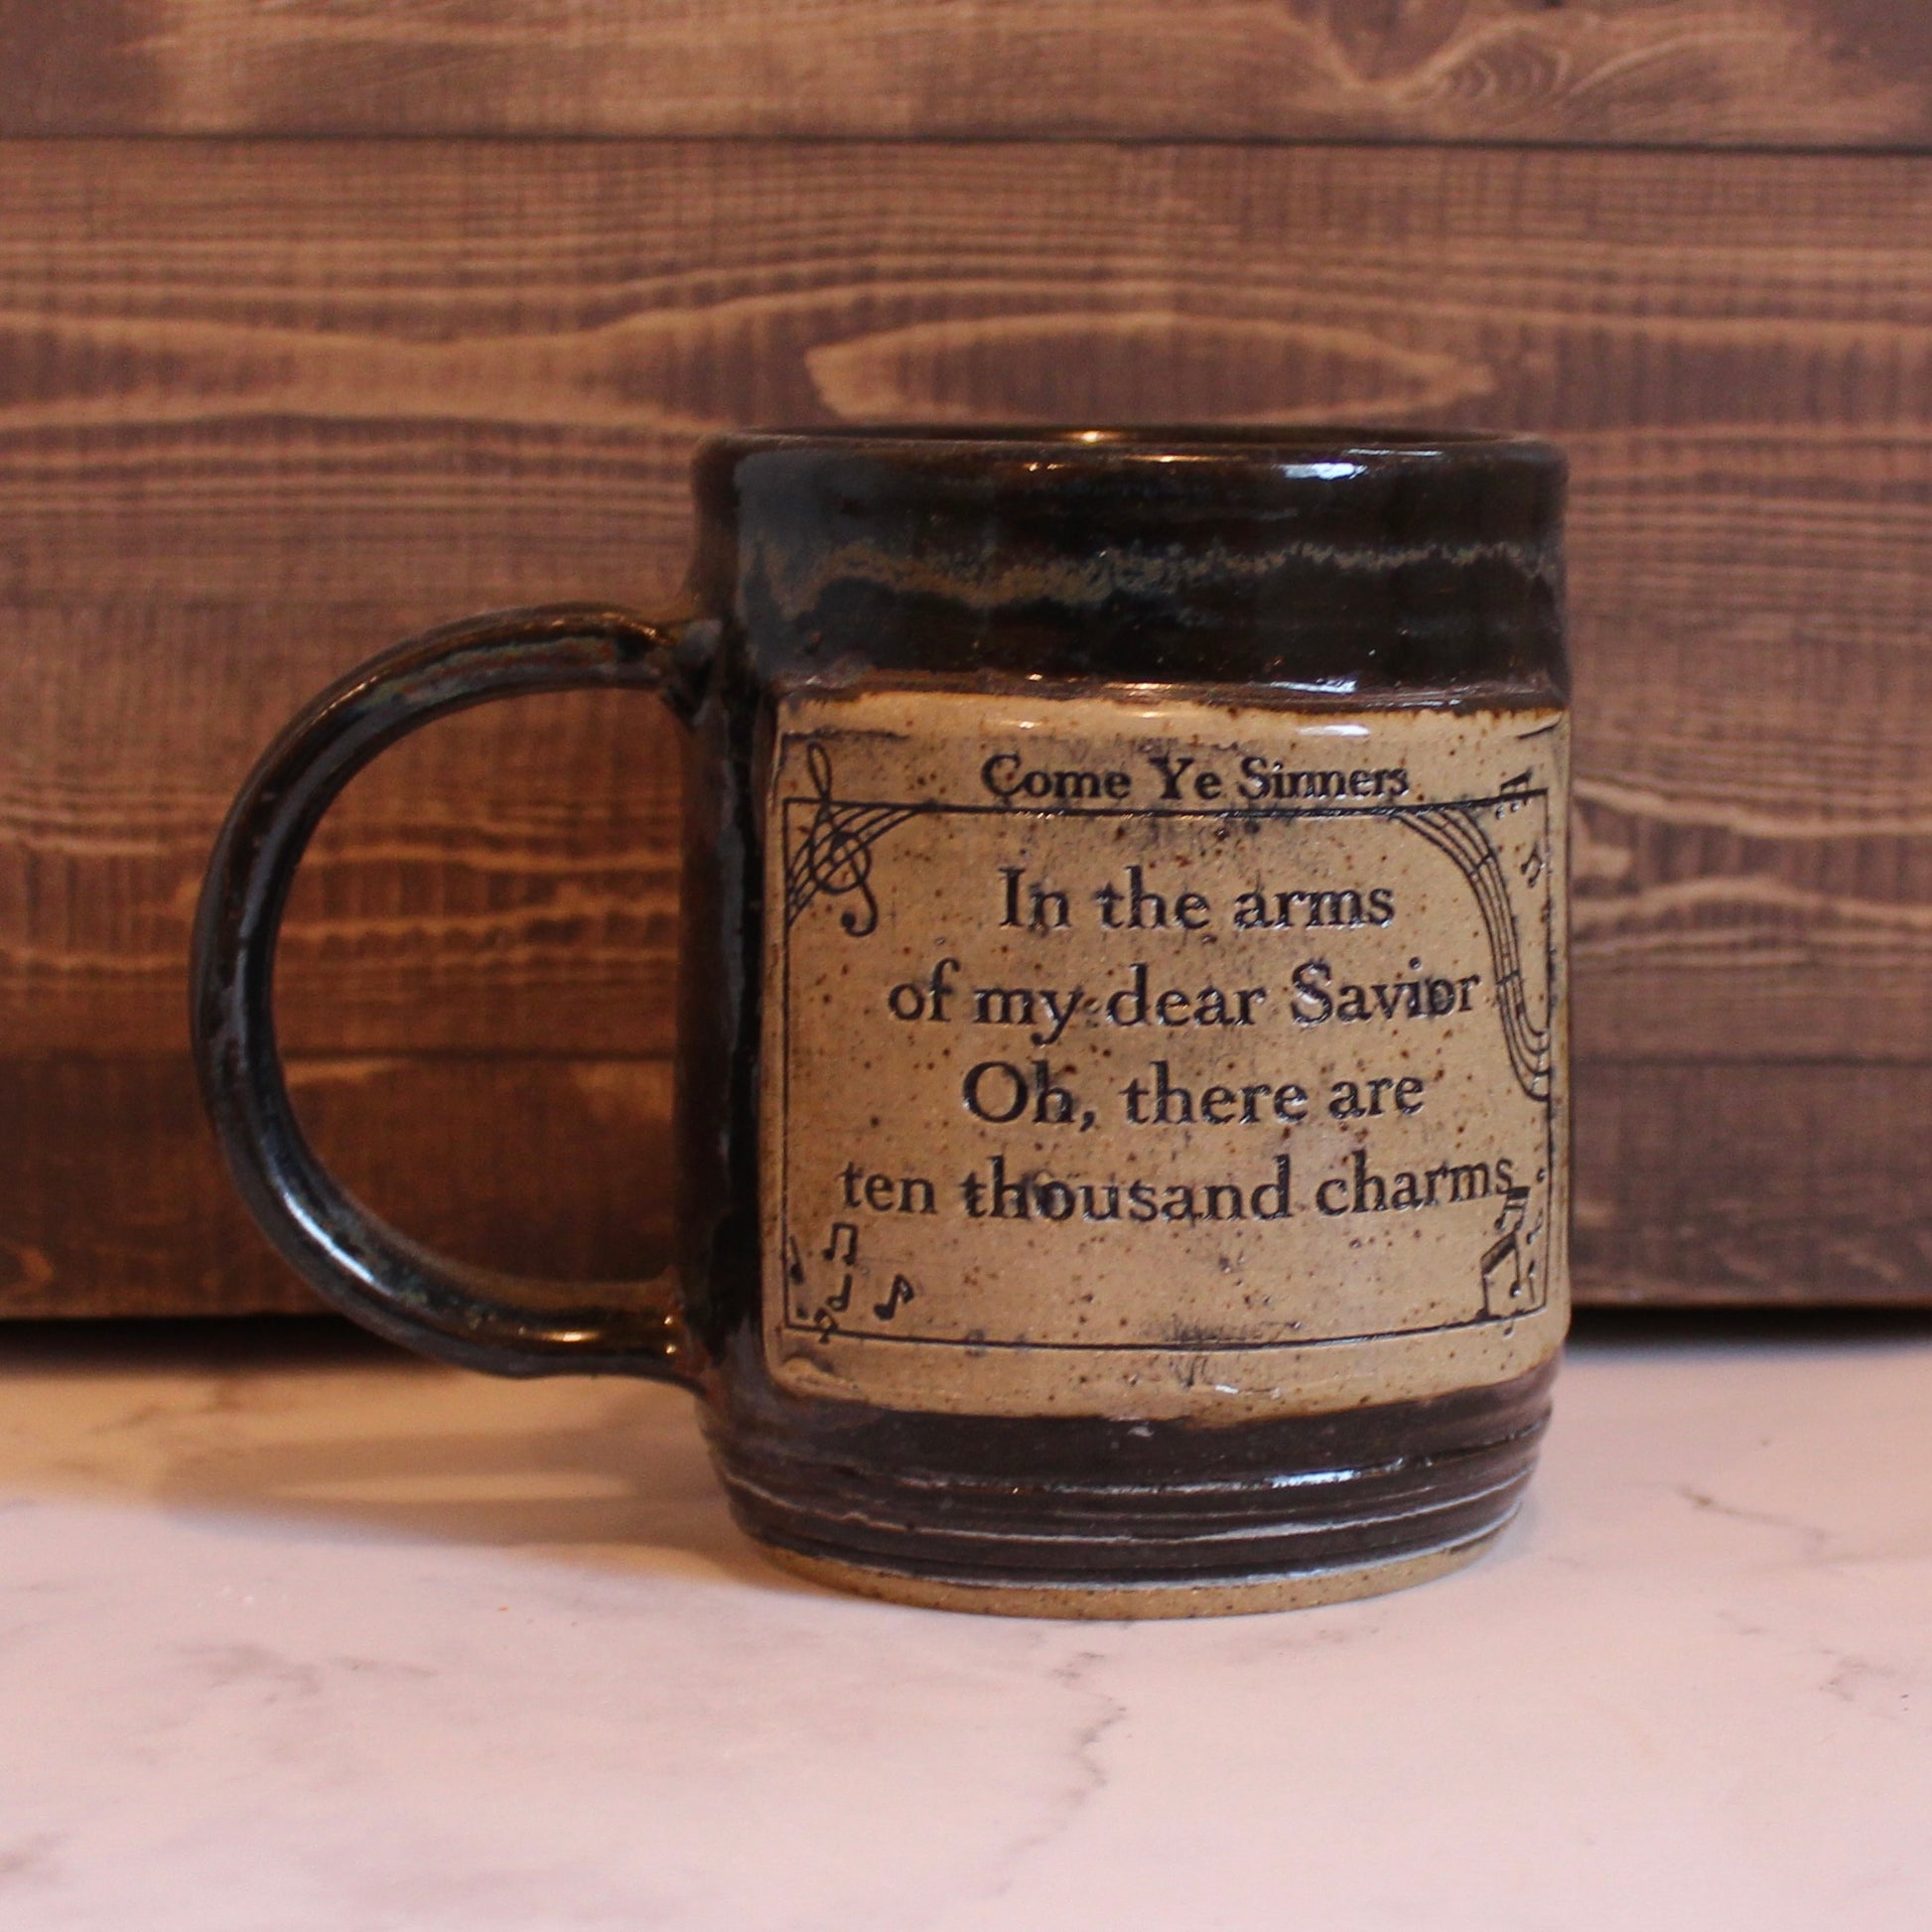 Come Ye Sinners
In the arms
of my dear Savior
Oh, there are
ten thousand charms